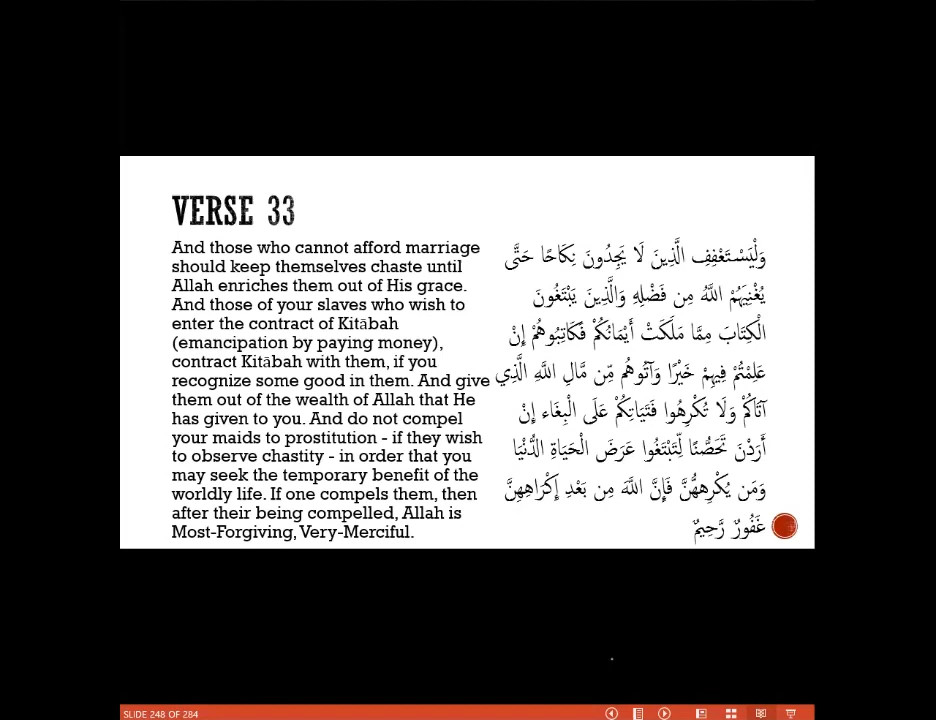 VERSE 33
And those who cannot afford marriage
should keep themselves chaste until
Allah enriches them out of His grace.
And those of your slaves who wish to
enter the contract of Kitābah
(emancipation by paying money),
contract Kitābah with them, if you
recognize some good in them. And give
them out of the wealth of Allah that He
has given to you. And do not compel
your maids to prostitution - if they wish
to observe chastity - in order that you
may seek the temporary benefit of the
worldly life. If one compels them, then
after their being compelled, Allah is
Most-Forgiving, Very-Merciful.
وَلْيَسْتَعْفِفِ الَّذِينَ لَا يَجِدُونَ نِكَاحًا حَتَّى
يُغْنِيَهُمْ اللَّهُ مِن فَضْلِهِ وَالَّذِينَ يَبْتَغُونَ
الْكِتَابَ مِمَّا مَلَكَتْ أَيْمَانُكُمْ فَكَاتِبُوهُمْ إِنْ
عَلِمْتُمْ فِيهِمْ خَيْرًا وَآتُوهُم مِّن مَّالِ اللَّهِ الَّذِي
آتَاكُمْ وَلَا تُكْرِهُوا فَتَيَاتِكُمْ عَلَى الْبِغَاء إِنْ
أَرَدْنَ تَحَصُّنًا لِّتَبْتَغُوا عَرَضَ الْحَيَاةِ الدُّنْيَا
وَمَن يُكْرِههُّنَّ فَإِنَّ اللَّهَ مِن بَعْدِ إِكْرَاهِهِنَّ
غَفُورٌ رَّحِيمٌ
SLIDE 248 OF 284